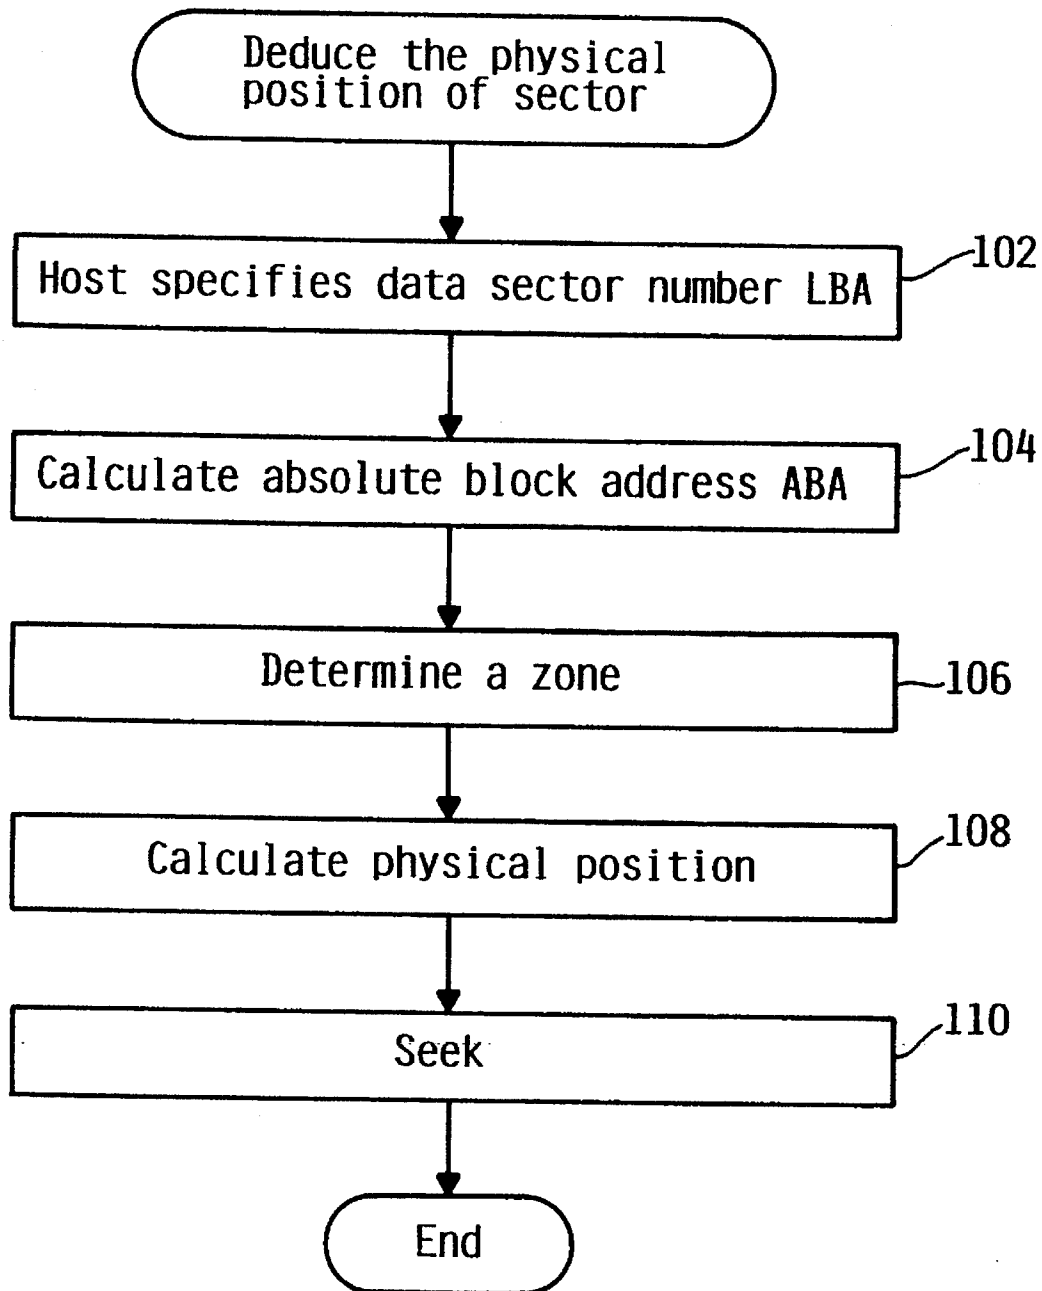 Deduce the physical
position of sector
Host specifies data sector number LBA
102
Calculate absolute block address ABA
104
Determine a zone
106
Calculate physical position
108
Seek
110
End